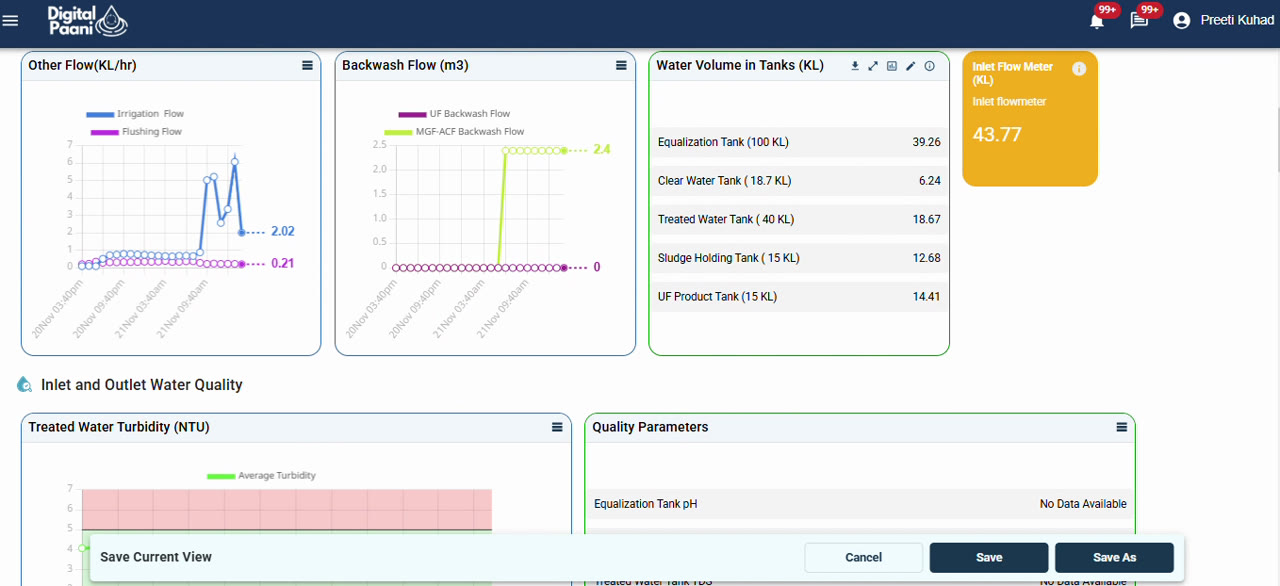 Digital
Paani
99+
99+
Preeti Kuhad
Other Flow(KL/hr)
Irrigation Flow
Flushing Flow
7
6
5
4
3
2
1
0
2.02
0.21
20Nov 03:40pm
20Nov 09:40pm
21Nov 03:40am
21Nov 09:40am
Backwash Flow (m3)
UF Backwash Flow
MGF-ACF Backwash Flow
2.5
2.0
1.5
1.0
0.5
0
2.4
0
20Nov 03:40pm
20Nov 09:40pm
21Nov 03:40am
21Nov 09:40am
Water Volume in Tanks (KL)
Equalization Tank (100 KL) 39.26
Clear Water Tank ( 18.7 KL) 6.24
Treated Water Tank ( 40 KL) 18.67
Sludge Holding Tank ( 15 KL) 12.68
UF Product Tank (15 KL) 14.41
Inlet Flow Meter
(KL)
Inlet flowmeter
43.77
Inlet and Outlet Water Quality
Treated Water Turbidity (NTU)
Average Turbidity
7
6
5
4
3
2
Quality Parameters
Equalization Tank pH No Data Available
Treated Water Tank TDS No Data Available
Save Current View
Cancel
Save
Save As